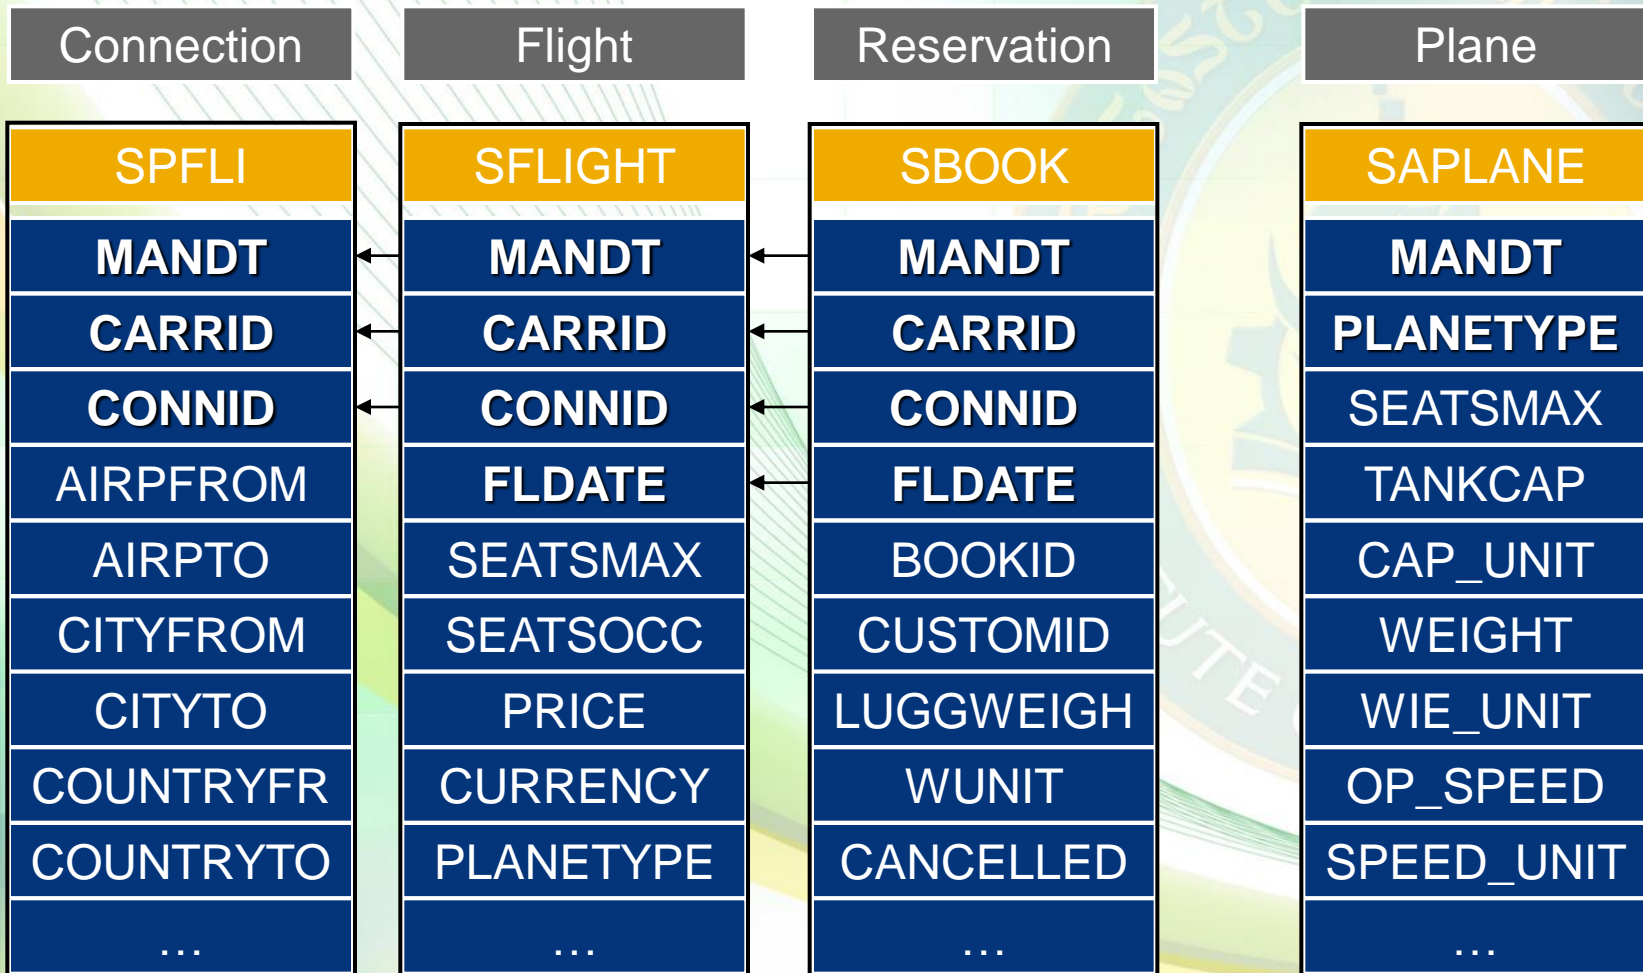 Connection
Flight
Reservation
Plane
SPFLI
MANDT
CARRID
CONNID
AIRPFROM
AIRPTO
CITYFROM
CITYTO
COUNTRYFR
COUNTRYTO
...
SFLIGHT
MANDT
CARRID
CONNID
FLDATE
SEATSMAX
SEATSOCC
PRICE
CURRENCY
PLANETYPE
...
SBOOK
MANDT
CARRID
CONNID
FLDATE
BOOKID
CUSTOMID
LUGGWEIGH
WUNIT
CANCELLED
...
SAPLANE
MANDT
PLANETYPE
SEATSMAX
TANKCAP
CAP_UNIT
WEIGHT
WIE_UNIT
OP_SPEED
SPEED_UNIT
...